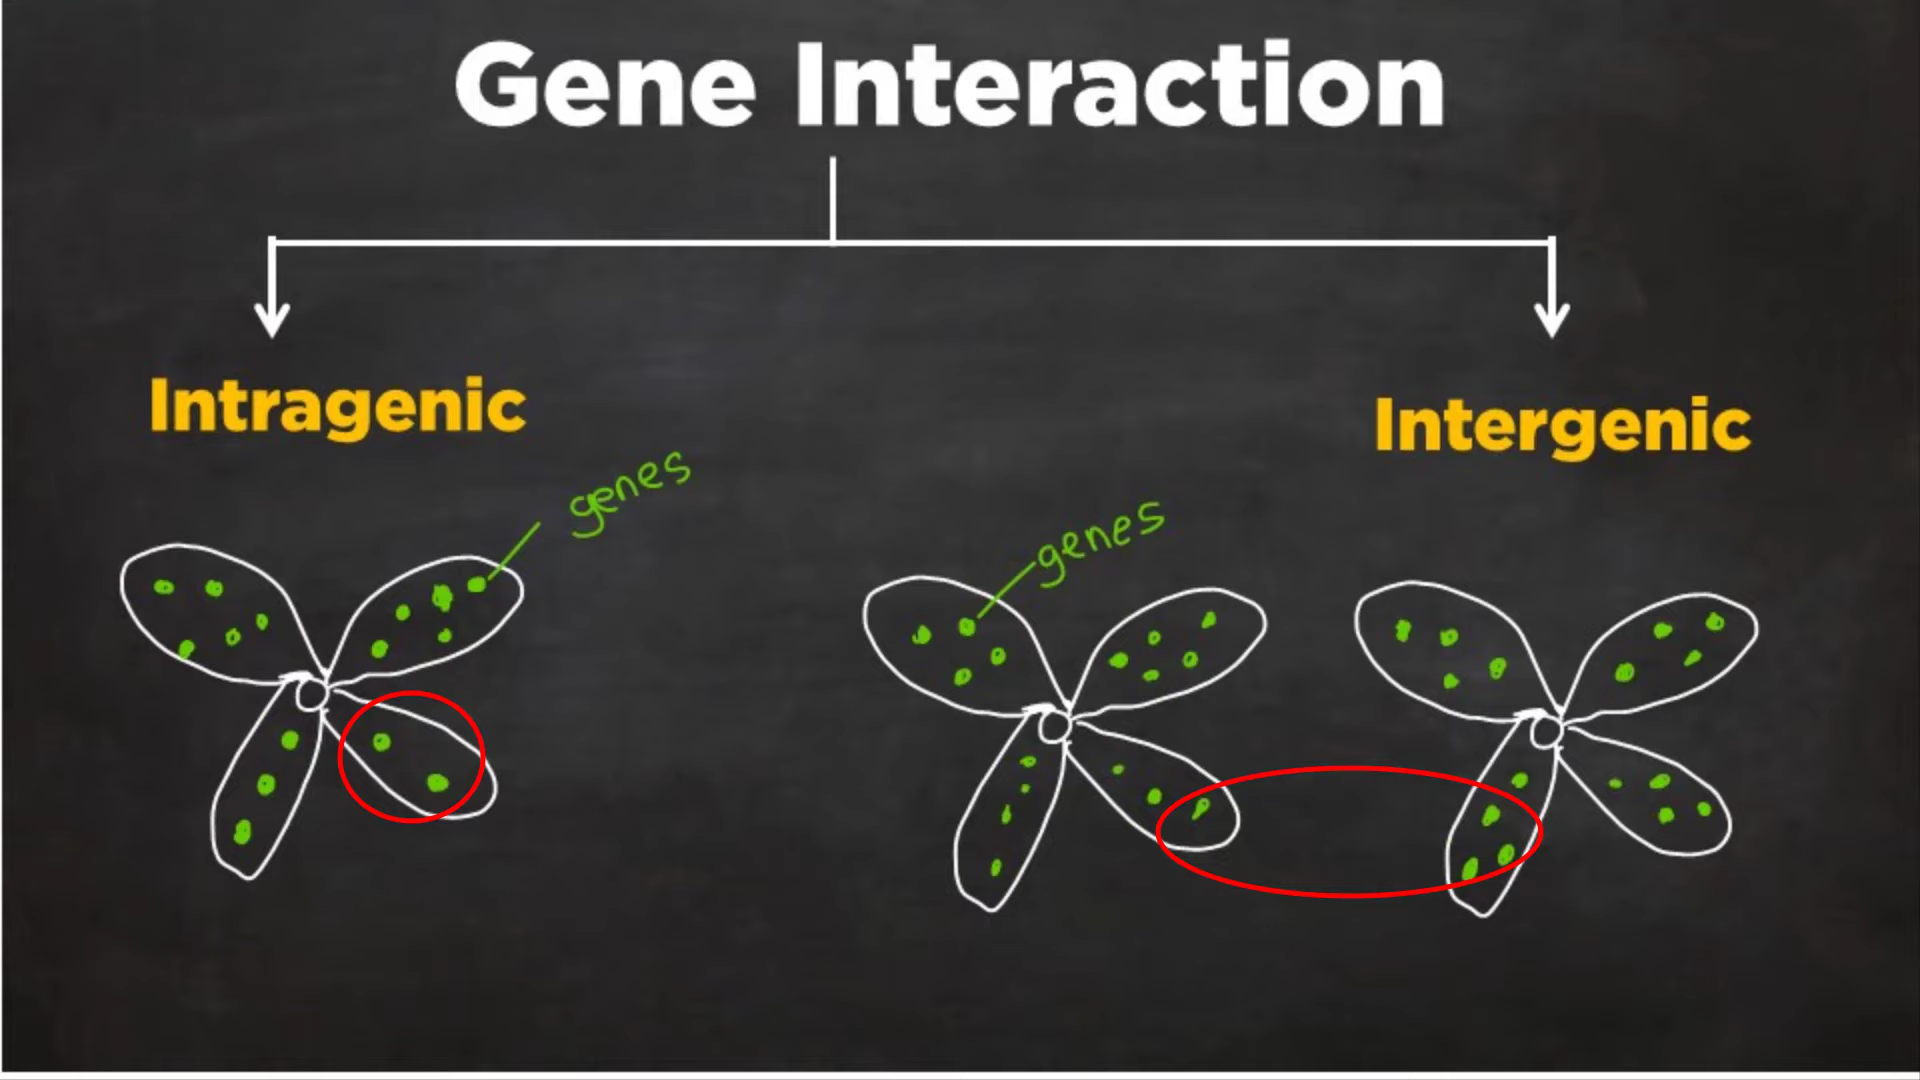 Gene Interaction
Intragenic
Intergenic
genes
genes